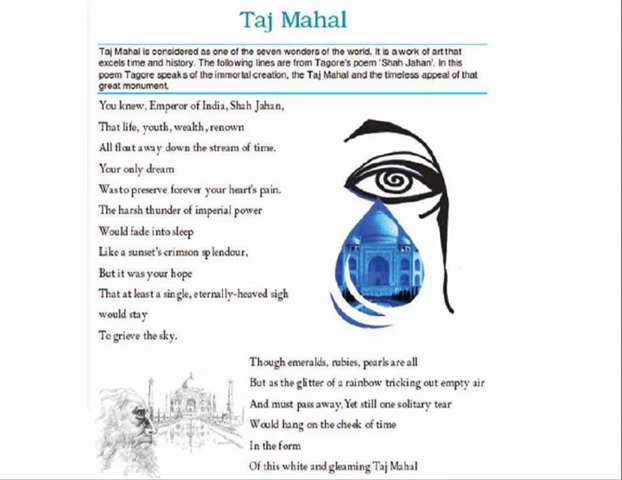 Taj Mahal
Taj Mahal is considered as one of the seven wonders of the world. It is a work of art that
excels time and history. The following lines are from Tagore's poem 'Shah Jahan'. In this
poem Tagore speaks of the immortal creation, the Taj Mahal and the timeless appeal of that
great monument.
You knew, Emperor of India, Shah Jahan,
That life, youth, wealth, renown
All float away down the stream of time.
Your only dream
Was to preserve forever your heart's pain.
The harsh thunder of imperial power
Would fade into sleep
Like a sunset's crimson splendour,
But it was your hope
That at least a single, eternally-heaved sigh
would stay
To grieve the sky.
Though emeralds, rubies, pearls are all
But as the glitter of a rainbow tricking out empty air
And must pass away, Yet still one solitary tear
Would hang on the cheek of time
In the form
Of this white and gleaming Taj Mahal